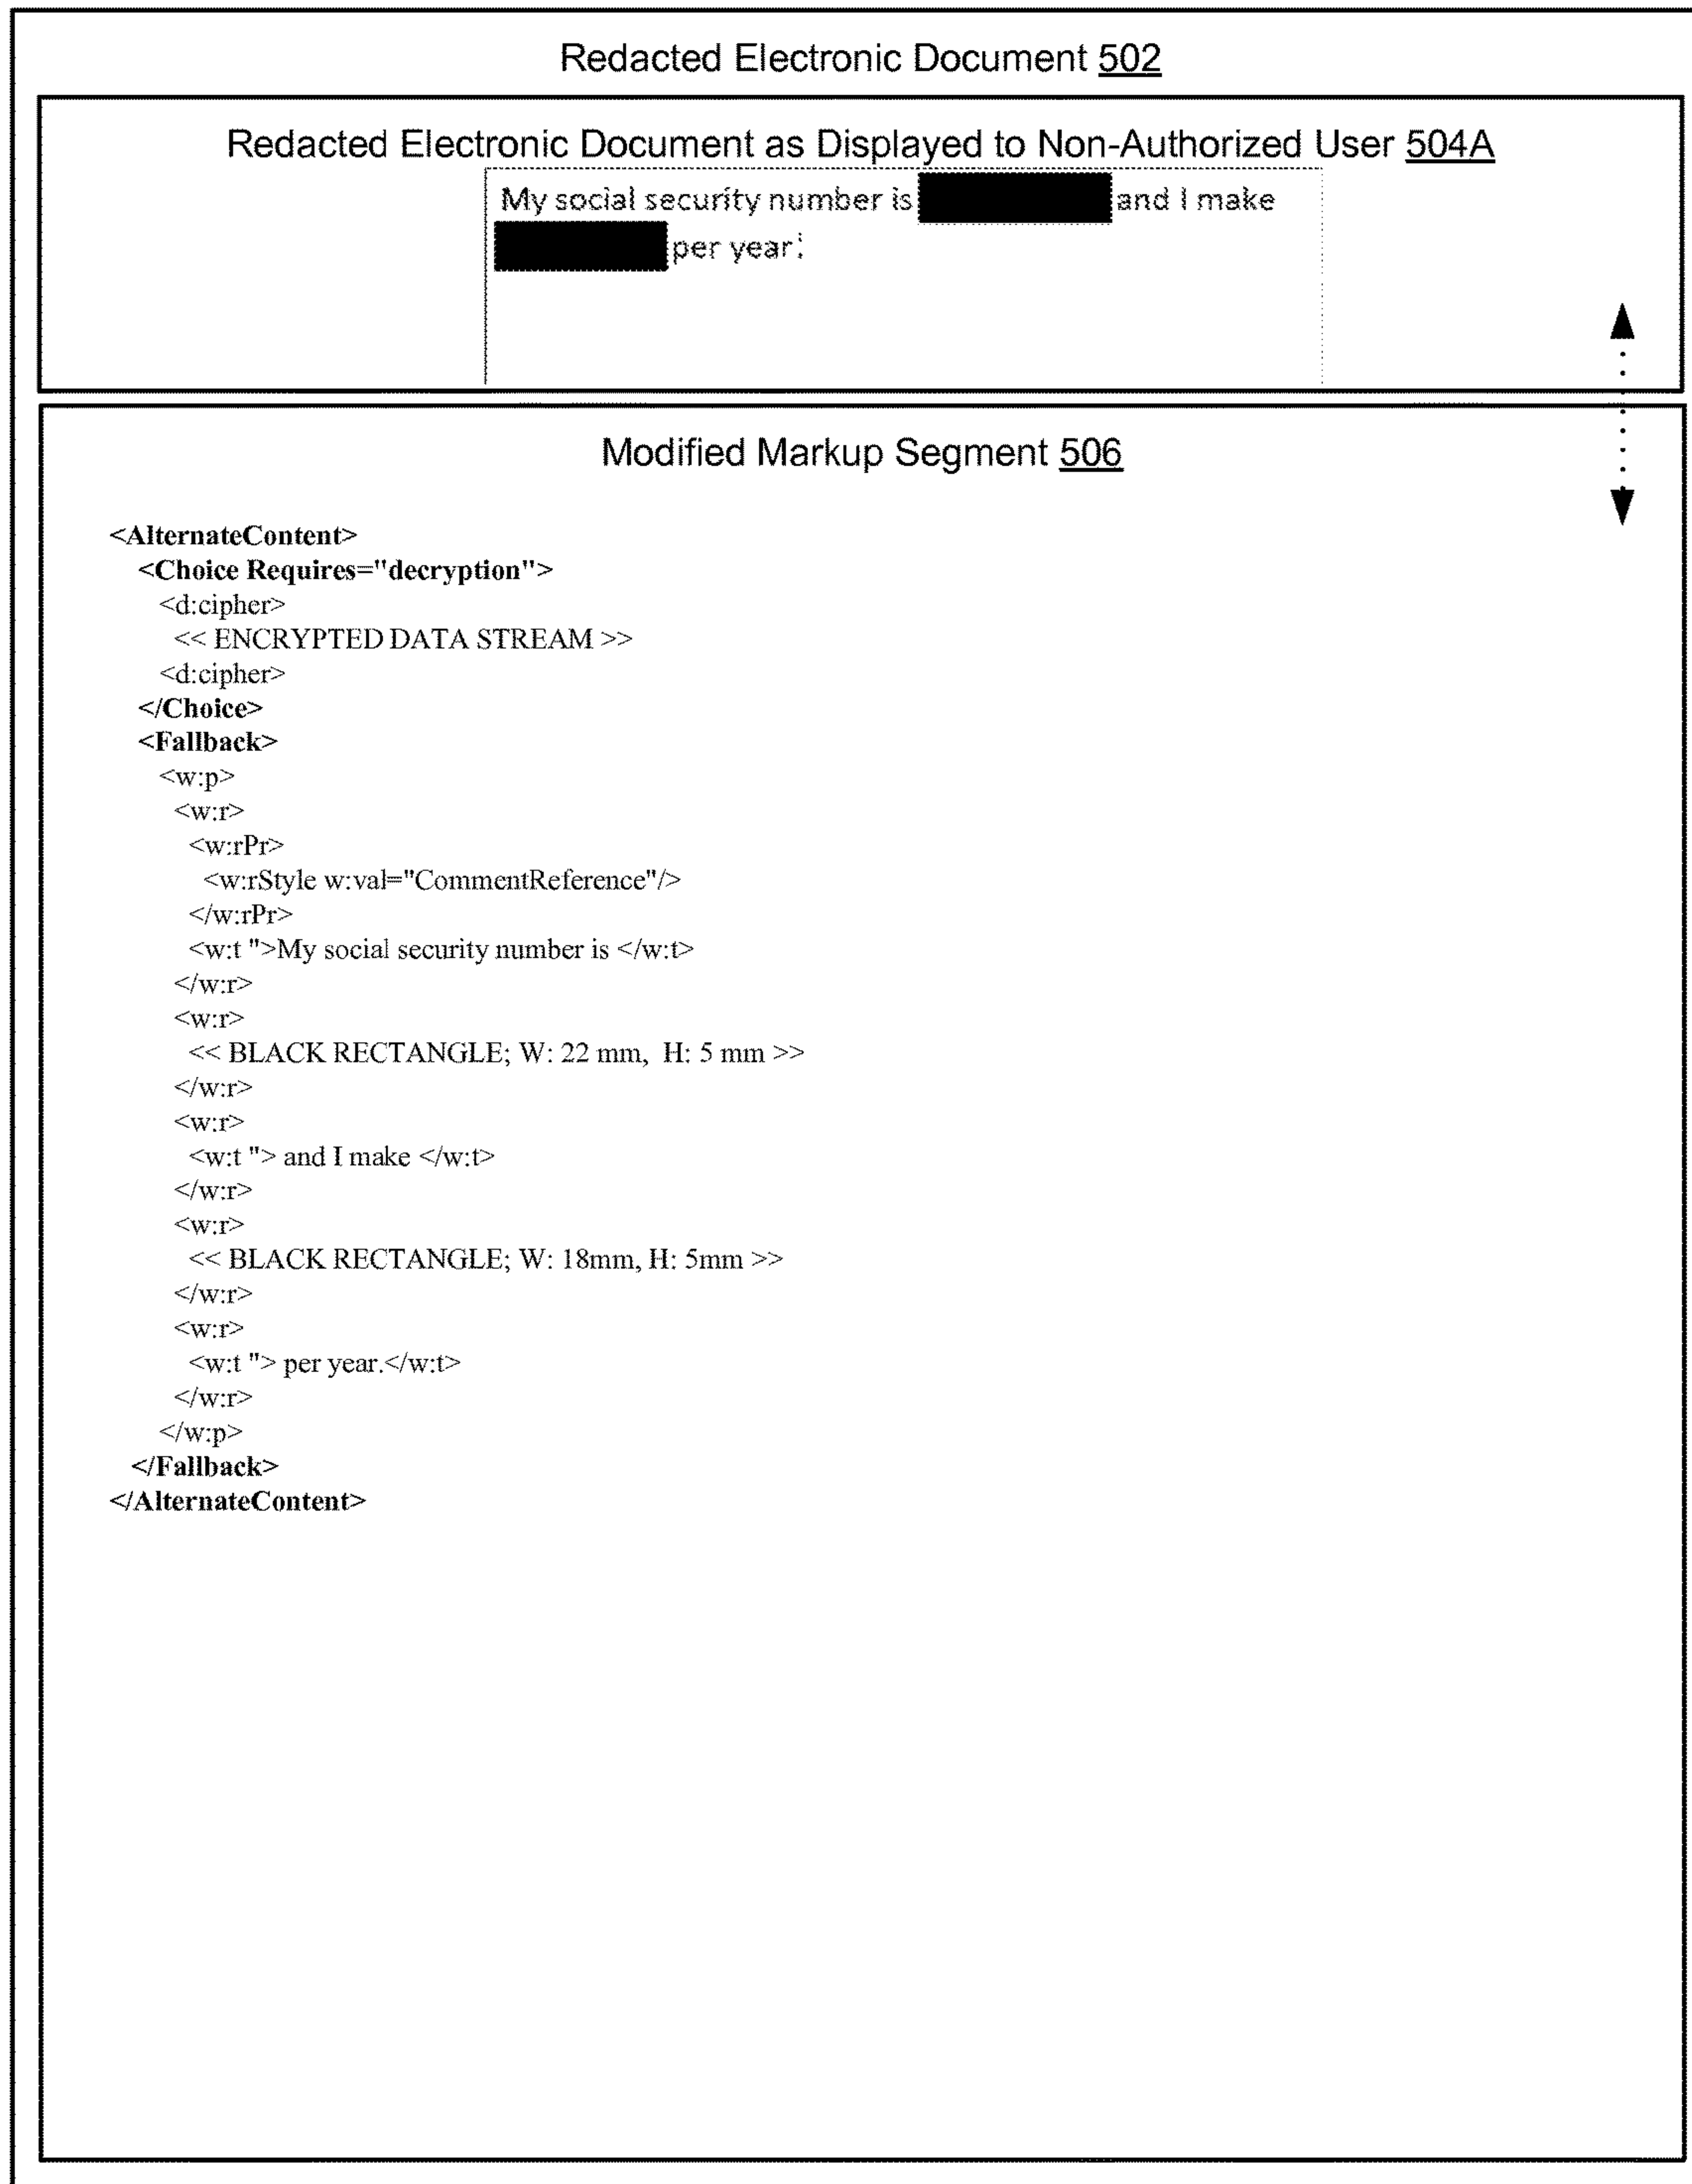 Redacted Electronic Document 502
Redacted Electronic Document as Displayed to Non-Authorized User 504A
My social security number is and I make
per year.
Modified Markup Segment 506
<AlternateContent>
<Choice Requires="decryption">
<d:cipher>
<< ENCRYPTED DATA STREAM >>
<d:cipher>
</Choice>
<Fallback>
<w:p>
<w:r>
<w:rPr>
<w:rStyle w:val="CommentReference"/>
</w:rPr>
<w:t ">My social security number is </w:t>
</w:r>
<w:r>
<< BLACK RECTANGLE; W: 22 mm, H: 5 mm >>
</w:r>
<w:r>
<w:t "> and I make </w:t>
</w:r>
<w:r>
<< BLACK RECTANGLE; W: 18mm, H: 5mm >>
</w:r>
<w:r>
<w:t "> per year.</w:t>
</w:r>
</w:p>
</Fallback>
</AlternateContent>